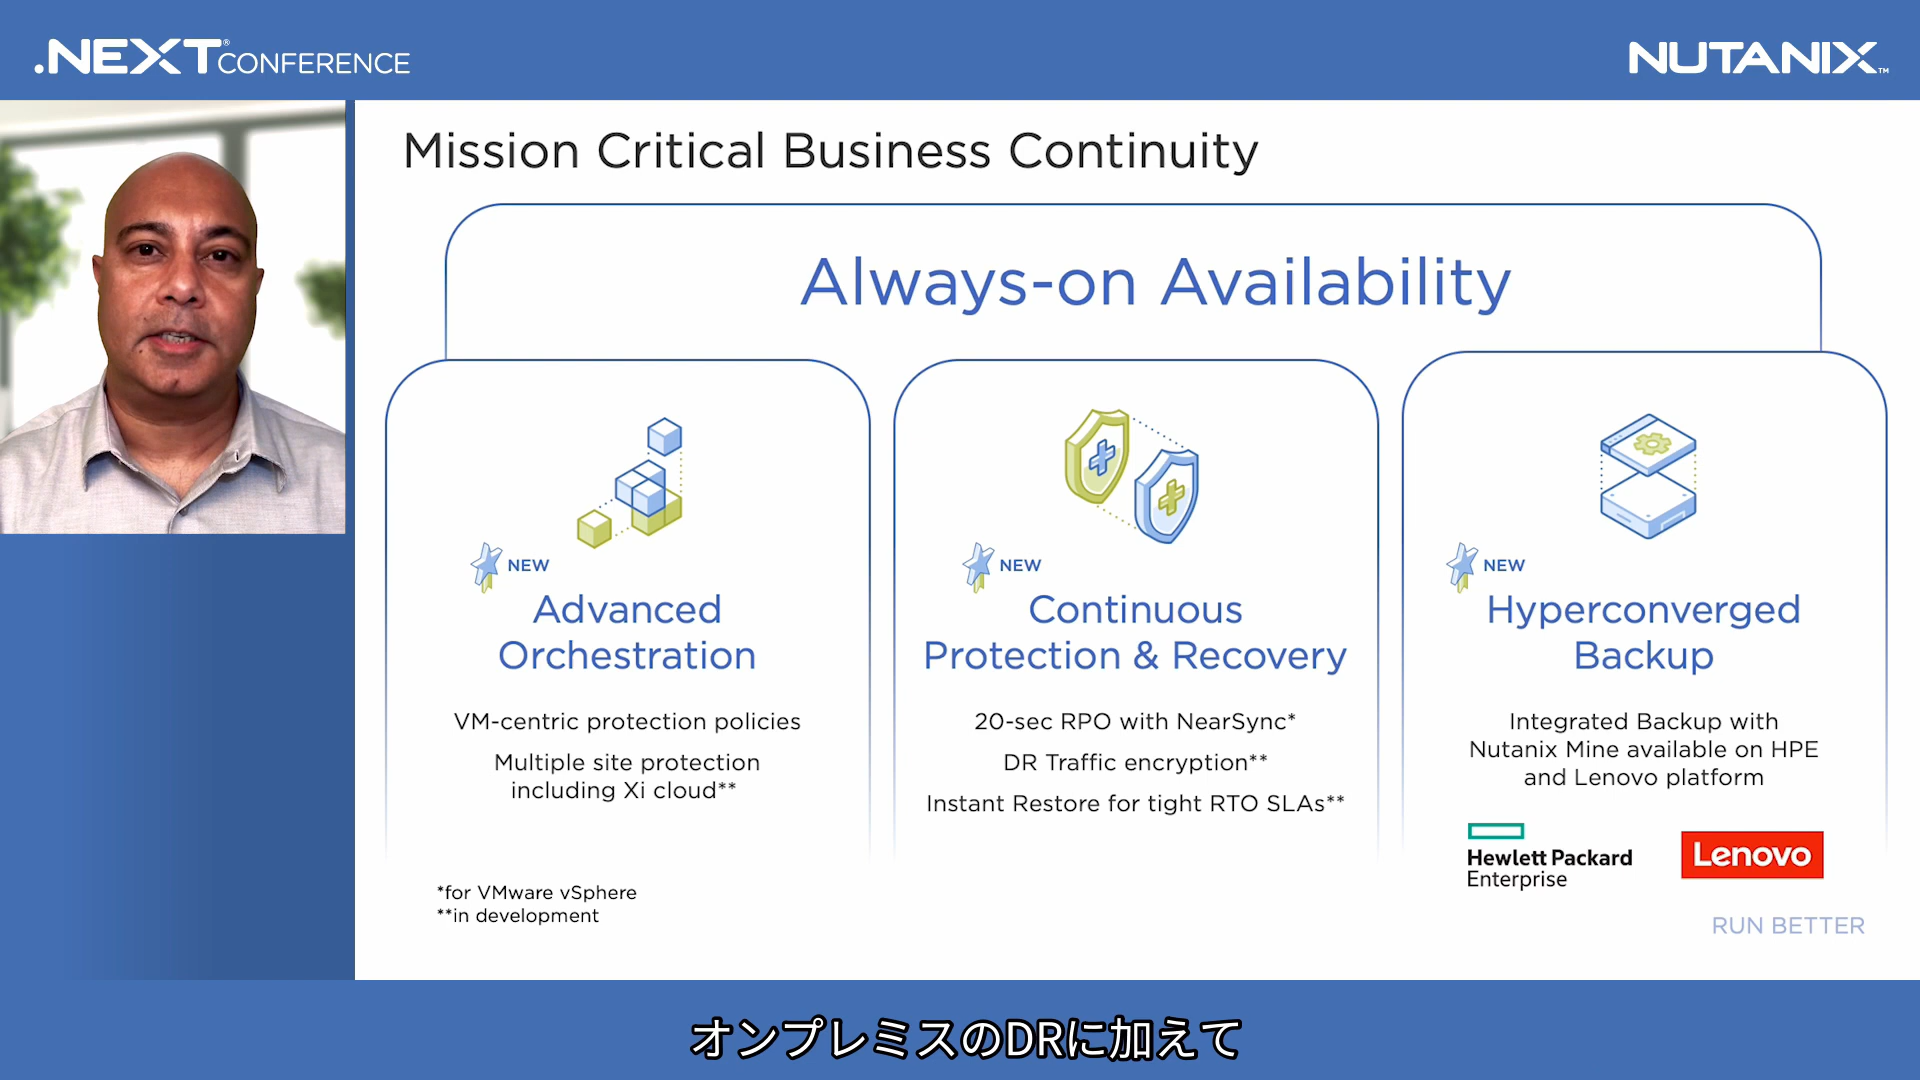 .NEXT® CONFERENCE
NUTANIX™
Mission Critical Business Continuity
Always-on Availability
NEW
Advanced
Orchestration
VM-centric protection policies
Multiple site protection
including Xi cloud**
NEW
Continuous
Protection & Recovery
20-sec RPO with NearSync*
DR Traffic encryption**
Instant Restore for tight RTO SLAs**
NEW
Hyperconverged
Backup
Integrated Backup with
Nutanix Mine available on HPE
and Lenovo platform
Hewlett Packard
Enterprise
Lenovo
*for VMware vSphere
**in development
RUN BETTER
オンプレミスのDRに加えて